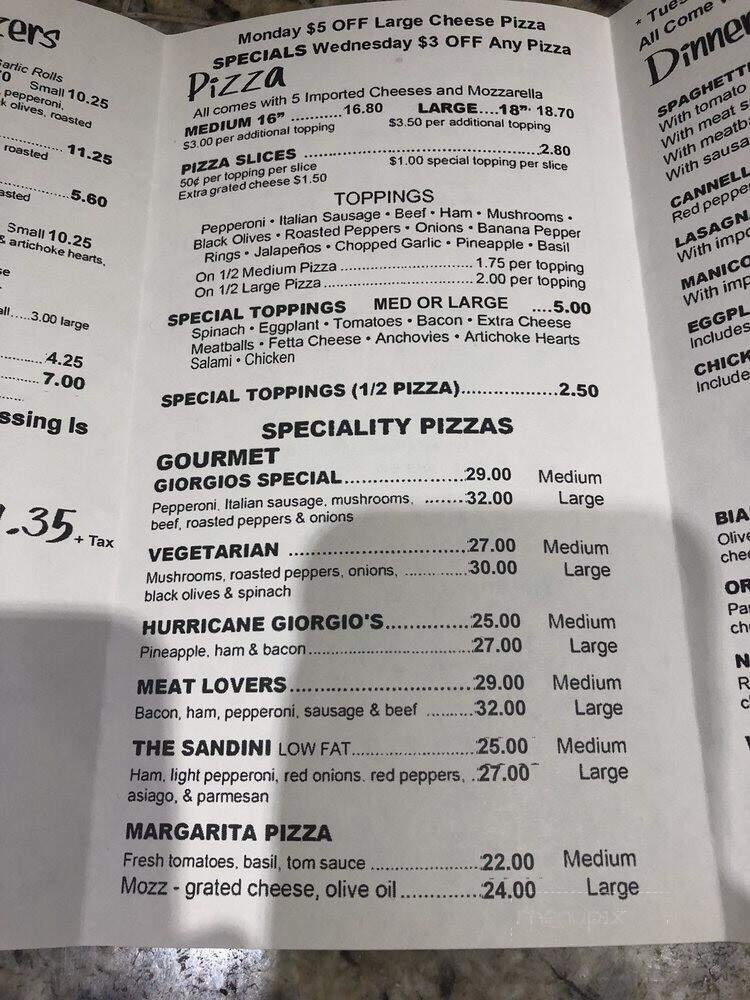 zers
Garlic Rolls
Small 10.25
pepperoni,
k olives, roasted
roasted 11.25
asted 5.60
Small 10.25
& artichoke hearts,
all.....3.00 large
4.25
7.00
ssing Is
.35 + Tax
Monday $5 OFF Large Cheese Pizza
SPECIALS Wednesday $3 OFF Any Pizza
Pizza
All comes with 5 Imported Cheeses and Mozzarella
MEDIUM 16" ........... 16.80 LARGE....18". 18.70
$3.00 per additional topping $3.50 per additional topping
PIZZA SLICES ............................................2.80
50¢ per topping per slice $1.00 special topping per slice
Extra grated cheese $1.50
TOPPINGS
Pepperoni • Italian Sausage • Beef • Ham • Mushrooms •
Black Olives • Roasted Peppers • Onions • Banana Pepper
Rings • Jalapeños • Chopped Garlic • Pineapple • Basil
On 1/2 Medium Pizza .............................. 1.75 per topping
On 1/2 Large Pizza.................................. 2.00 per topping
SPECIAL TOPPINGS MED OR LARGE ....5.00
Spinach • Eggplant • Tomatoes • Bacon • Extra Cheese
Meatballs • Fetta Cheese • Anchovies • Artichoke Hearts
Salami • Chicken
SPECIAL TOPPINGS (1/2 PIZZA).................2.50
SPECIALITY PIZZAS
GOURMET
GIORGIOS SPECIAL......................29.00 Medium
Pepperoni, Italian sausage, mushrooms, .......32.00 Large
beef, roasted peppers & onions
VEGETARIAN ................................27.00 Medium
Mushrooms, roasted peppers, onions, ............30.00 Large
black olives & spinach
HURRICANE GIORGIO'S...............25.00 Medium
Pineapple, ham & bacon..............................27.00 Large
MEAT LOVERS.................................29.00 Medium
Bacon, ham, pepperoni, sausage & beef .........32.00 Large
THE SANDINI LOW FAT......................25.00 Medium
Ham, light pepperoni, red onions, red peppers, ..27.00 Large
asiago, & parmesan
MARGARITA PIZZA
Fresh tomatoes, basil, tom sauce ....................22.00 Medium
Mozz - grated cheese, olive oil..............24.00 Large
menupix
* Tues
All Come
Dinner
SPAGHETTI
With tomato
With meat s
With meatba
With sausa
CANNELL
Red peppe
LASAGN
With impo
MANICO
With imp
EGGPL
Includes
CHICK
Include
BIA
Olive
chee
OR
Pa
ch
N
R
c